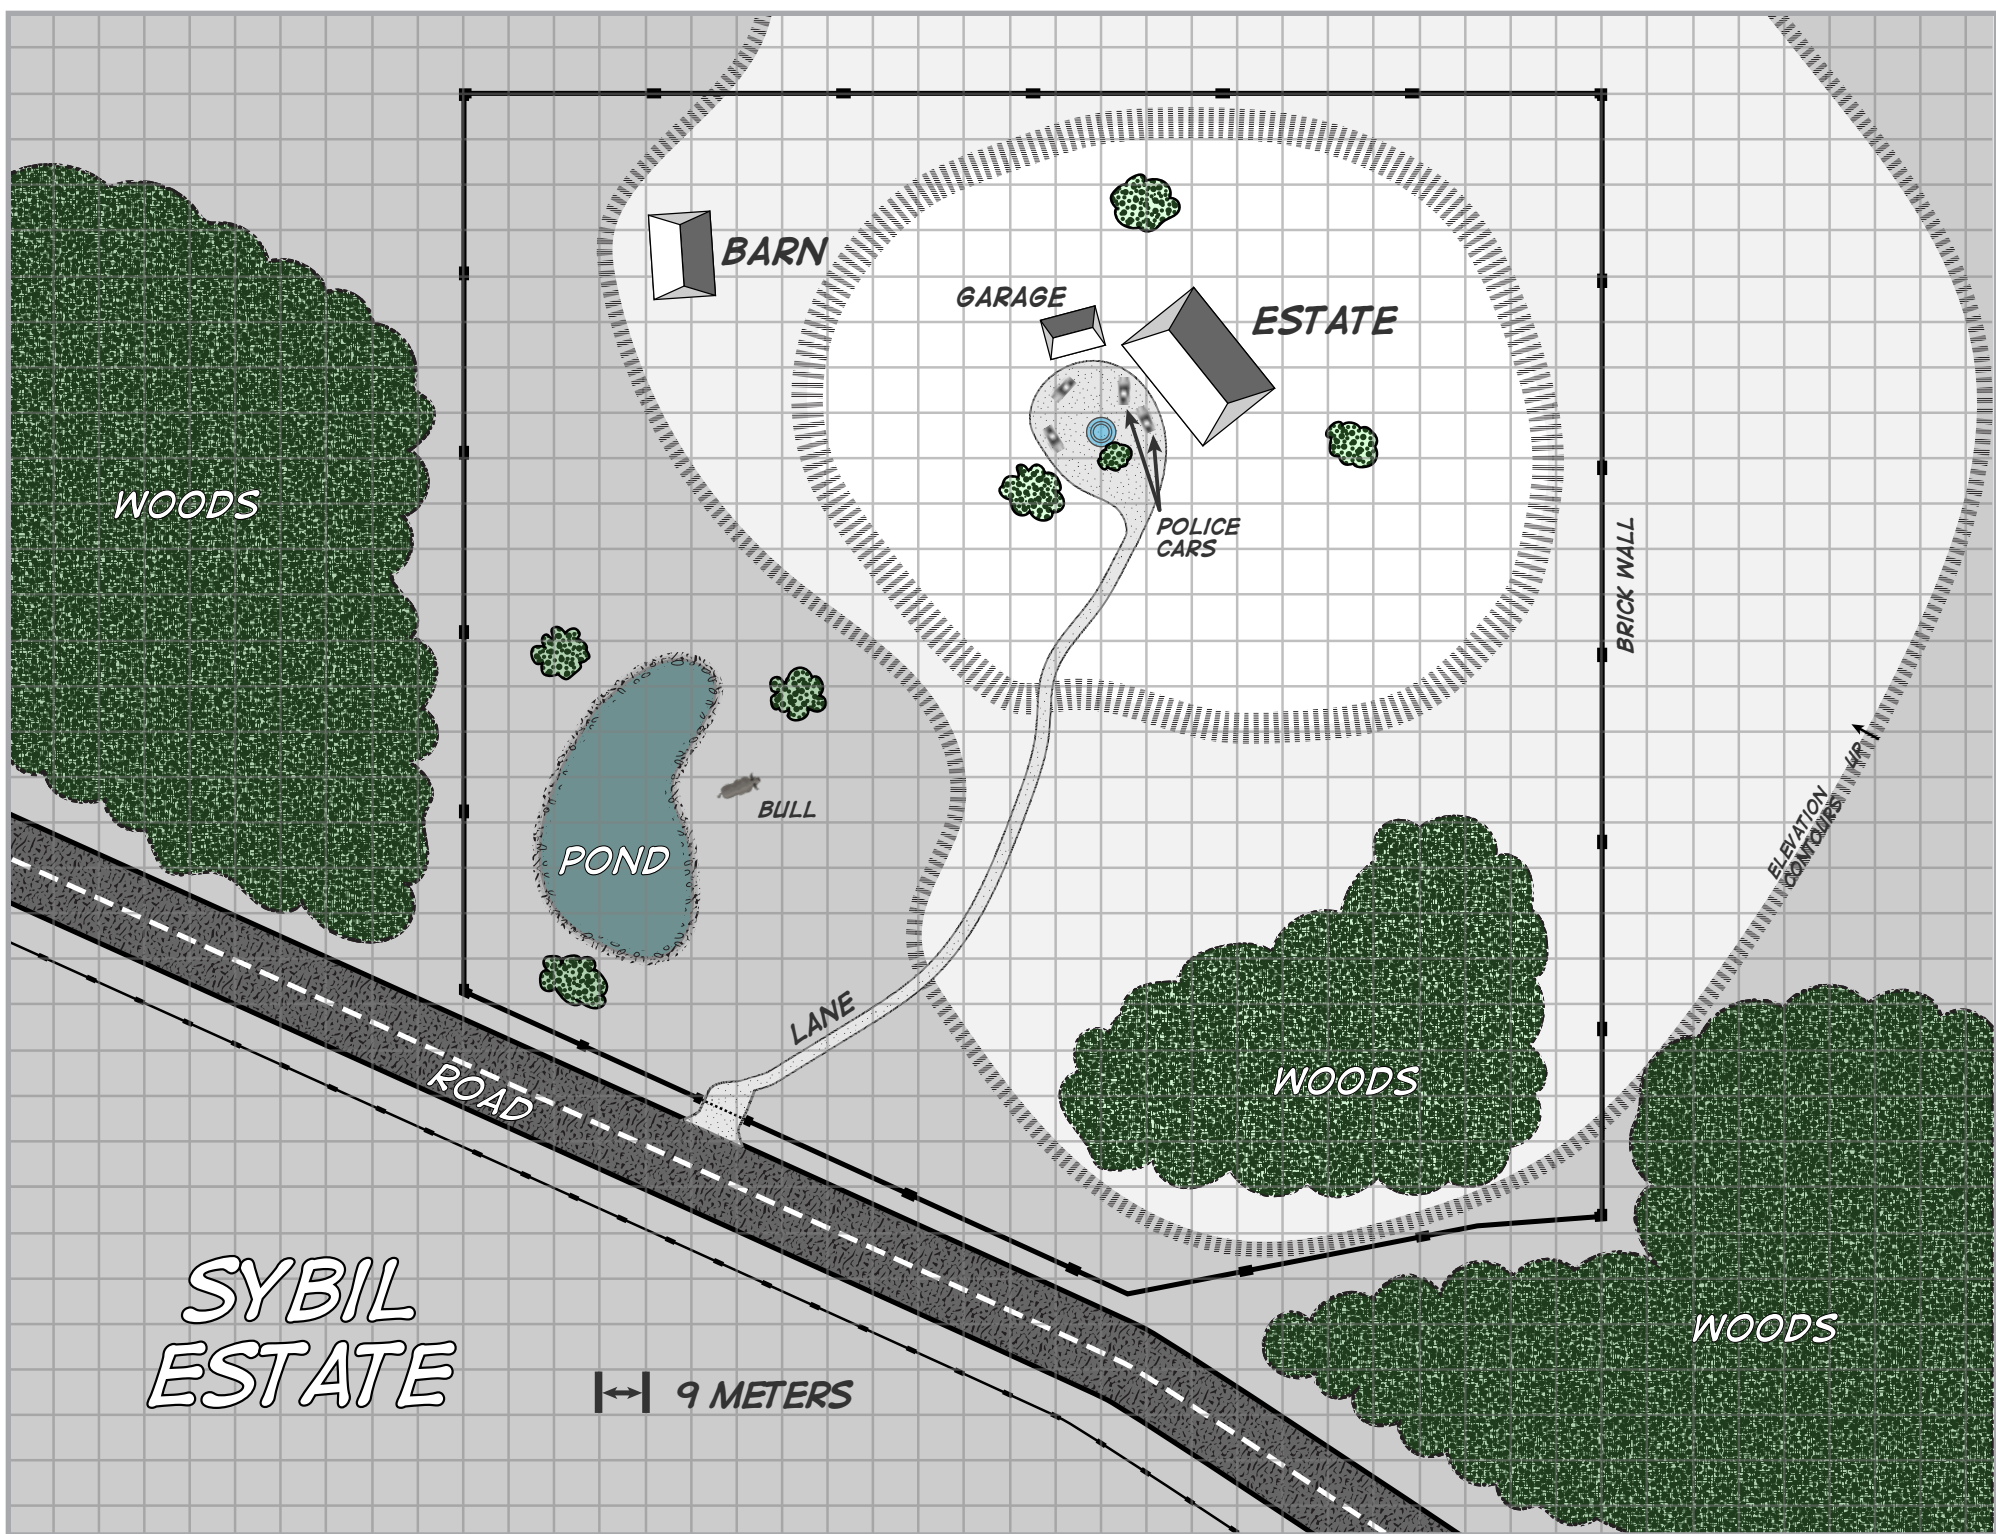 BARN
GARAGE
ESTATE
WOODS
POLICE
CARS
BRICK WALL
UP
ELEVATION
CONTOURS
BULL
POND
LANE
ROAD
WOODS
WOODS
SYBIL
ESTATE
9 METERS